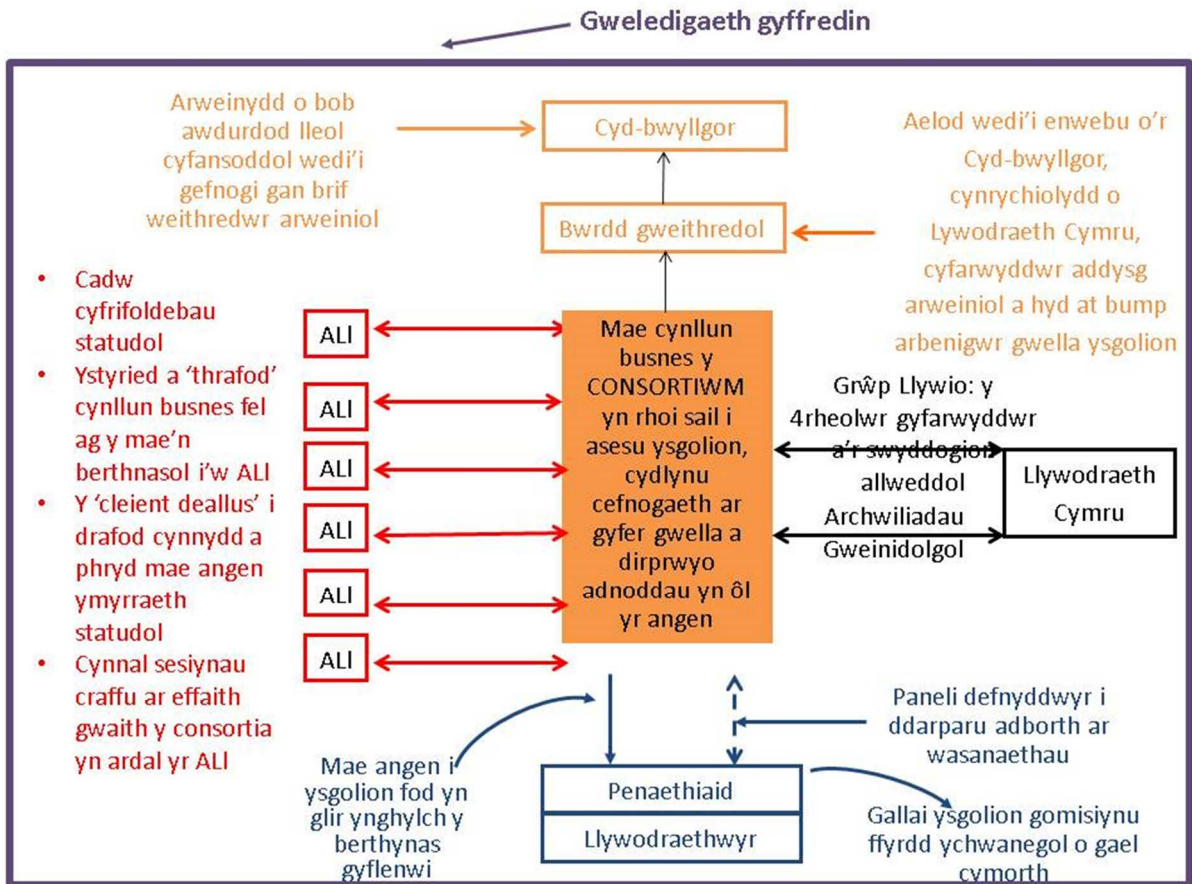 Gweledigaeth gyffredin
Arweinydd o bob
awdurdod lleol
cyfansoddol wedi'i
gefnogi gan brif
weithredwr arweiniol
Cyd-bwyllgor
Bwrdd gweithredol
Aelod wedi'i enwebu o'r
Cyd-bwyllgor,
cynrychiolydd o
Lywodraeth Cymru,
cyfarwyddwr addysg
arweiniol a hyd at bump
arbenigwr gwella ysgolion
• Cadw
cyfrifoldebau
statudol
• Ystyried a 'thrafod'
cynllun busnes fel
ag y mae'n
berthnasol i'w ALl
• Y 'cleient deallus' i
drafod cynnydd a
phryd mae angen
ymyrraeth
statudol
• Cynnal sesiynau
craffu ar effaith
gwaith y consortia
yn ardal yr ALl
ALl
ALl
ALl
ALl
ALl
ALl
Mae cynllun
busnes y
CONSORTIWM
yn rhoi sail i
asesu ysgolion,
cydlynu
cefnogaeth ar
gyfer gwella a
dirprwyo
adnoddau yn ôl
yr angen
Grŵp Llywio: y
4rheolwr gyfarwyddwr
a'r swyddogion
allweddol
Archwiliadau
Gweinidolgol
Llywodraeth
Cymru
Mae angen i
ysgolion fod yn
glir ynghylch y
berthynas
gyflenwi
Penaethiaid
Llywodraethwyr
Paneli defnyddwyr i
ddarparu adborth ar
wasanaethau
Gallai ysgolion gomisiynu
ffyrdd ychwanegol o gael
cymorth